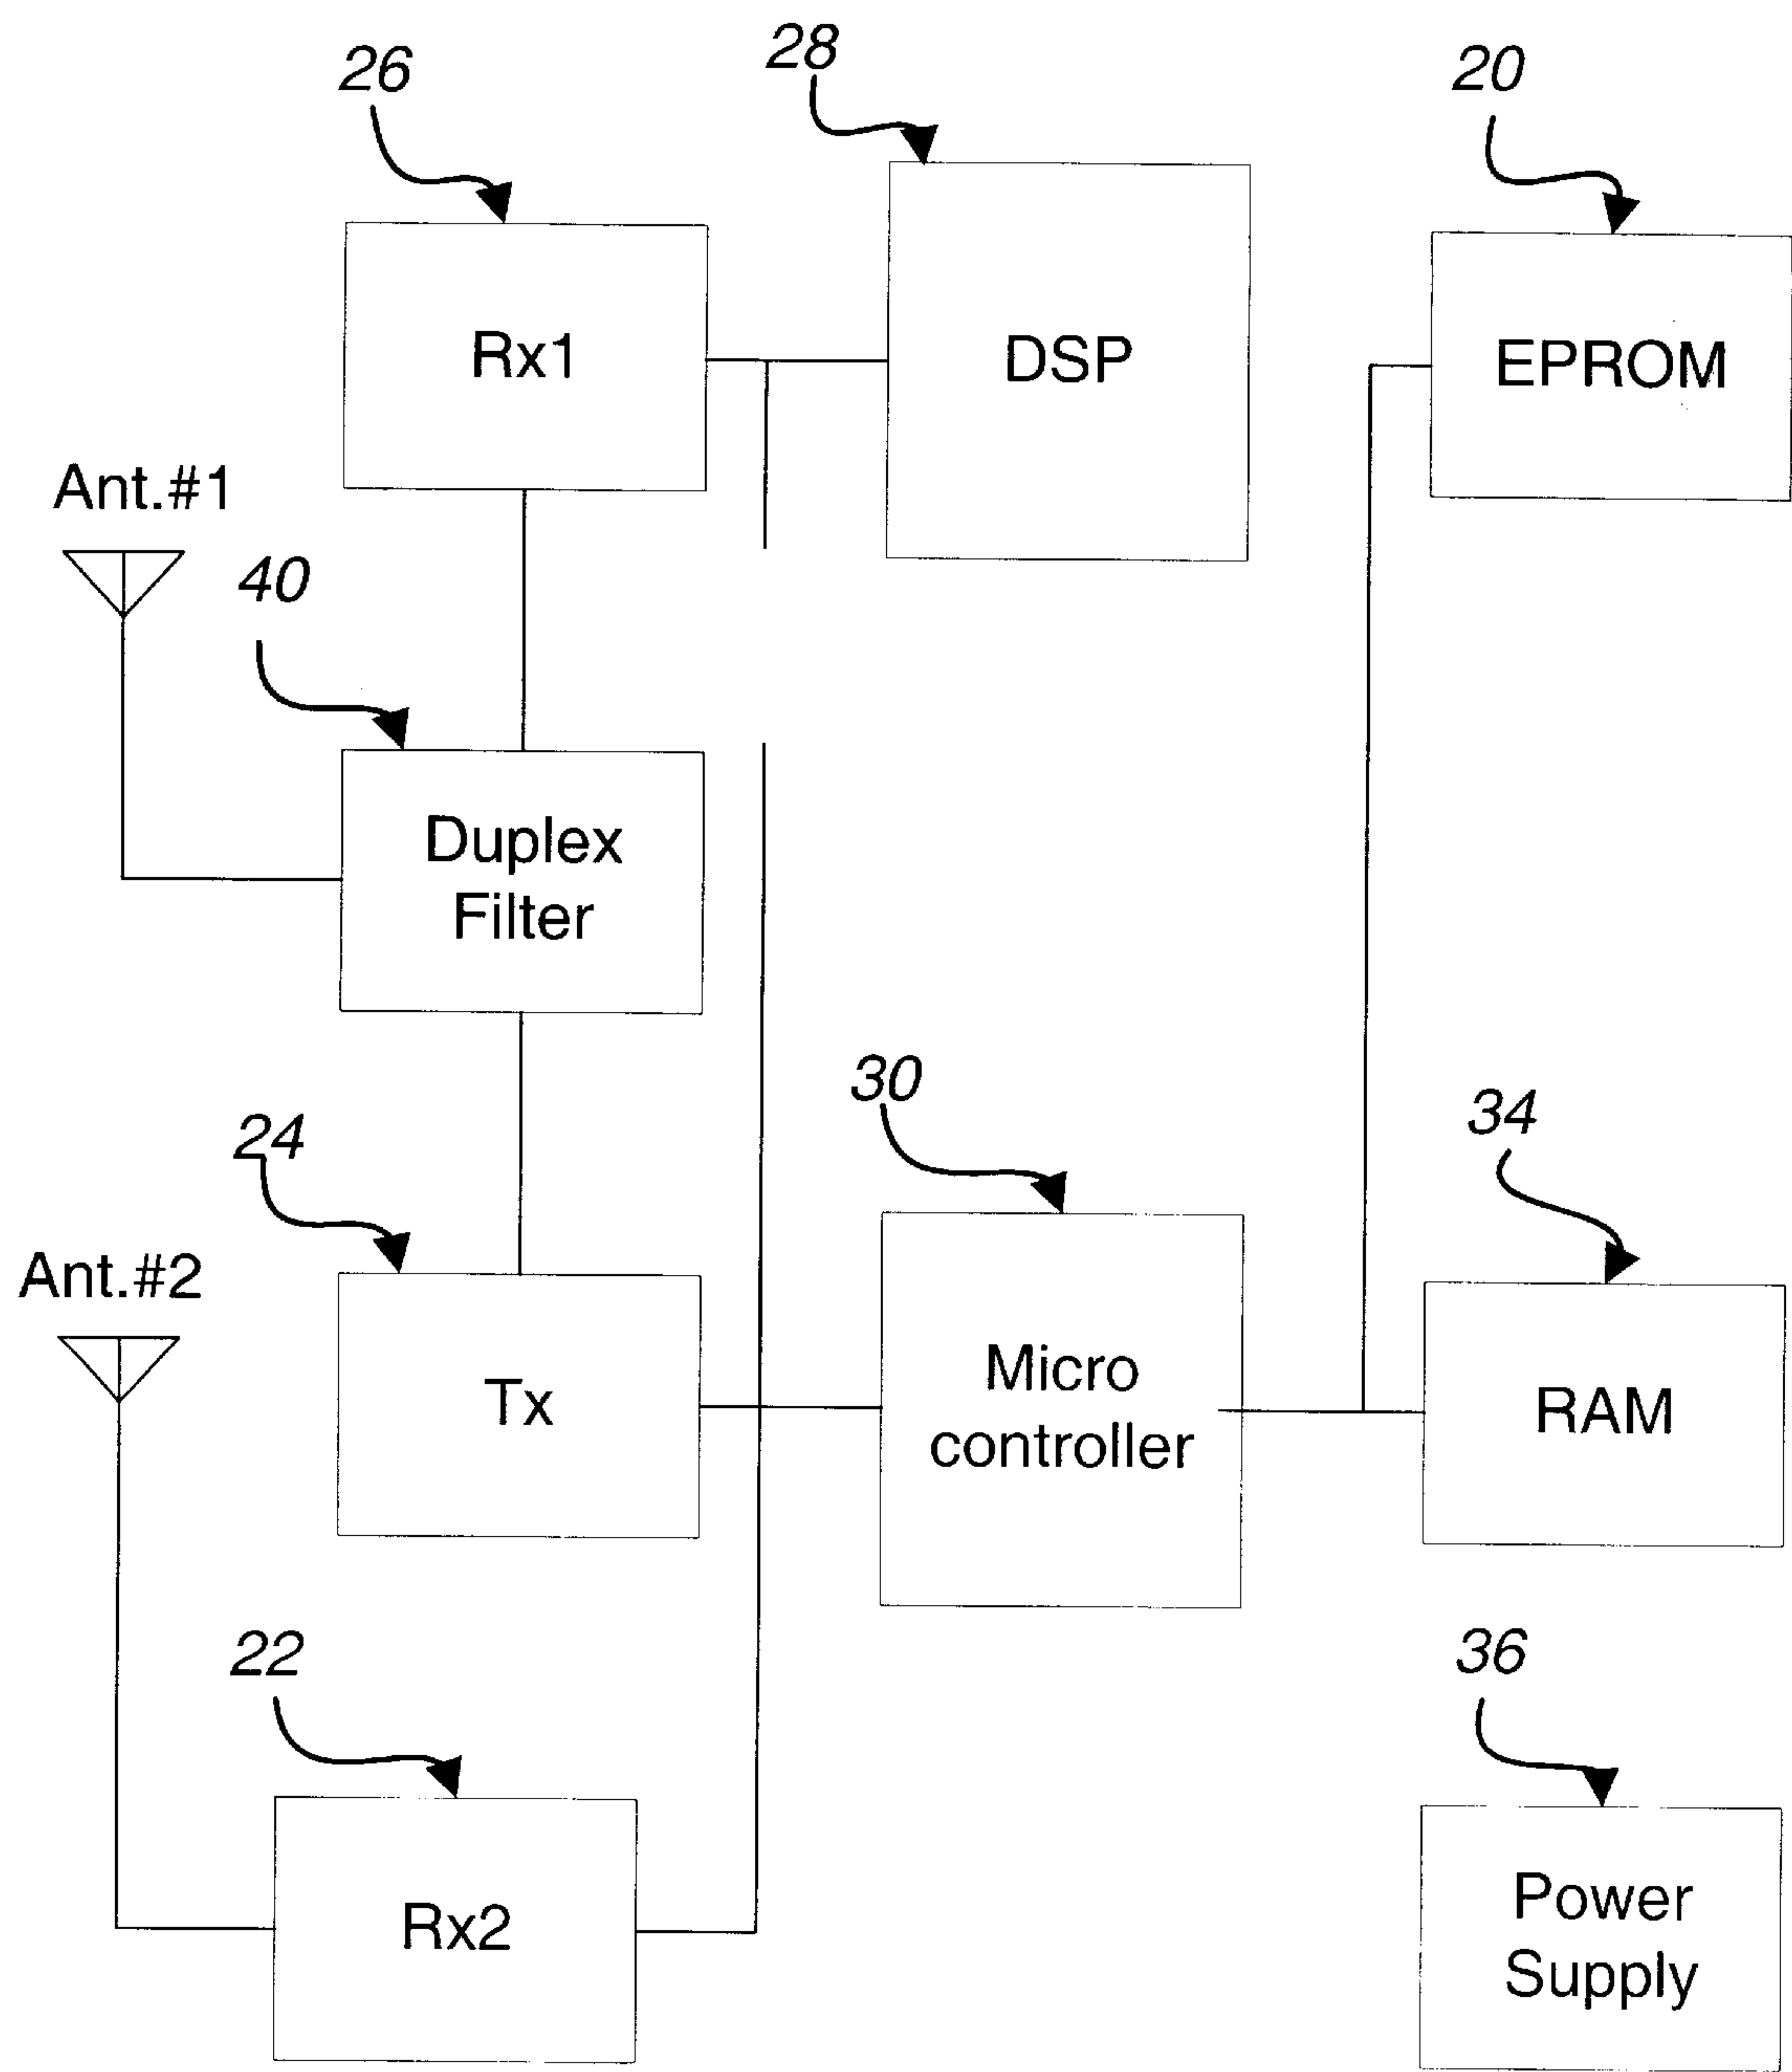 26
28
20
Rx1
DSP
EPROM
Ant.#1
40
Duplex
Filter
30
34
24
Ant.#2
Tx
Micro
controller
RAM
22
36
Rx2
Power
Supply